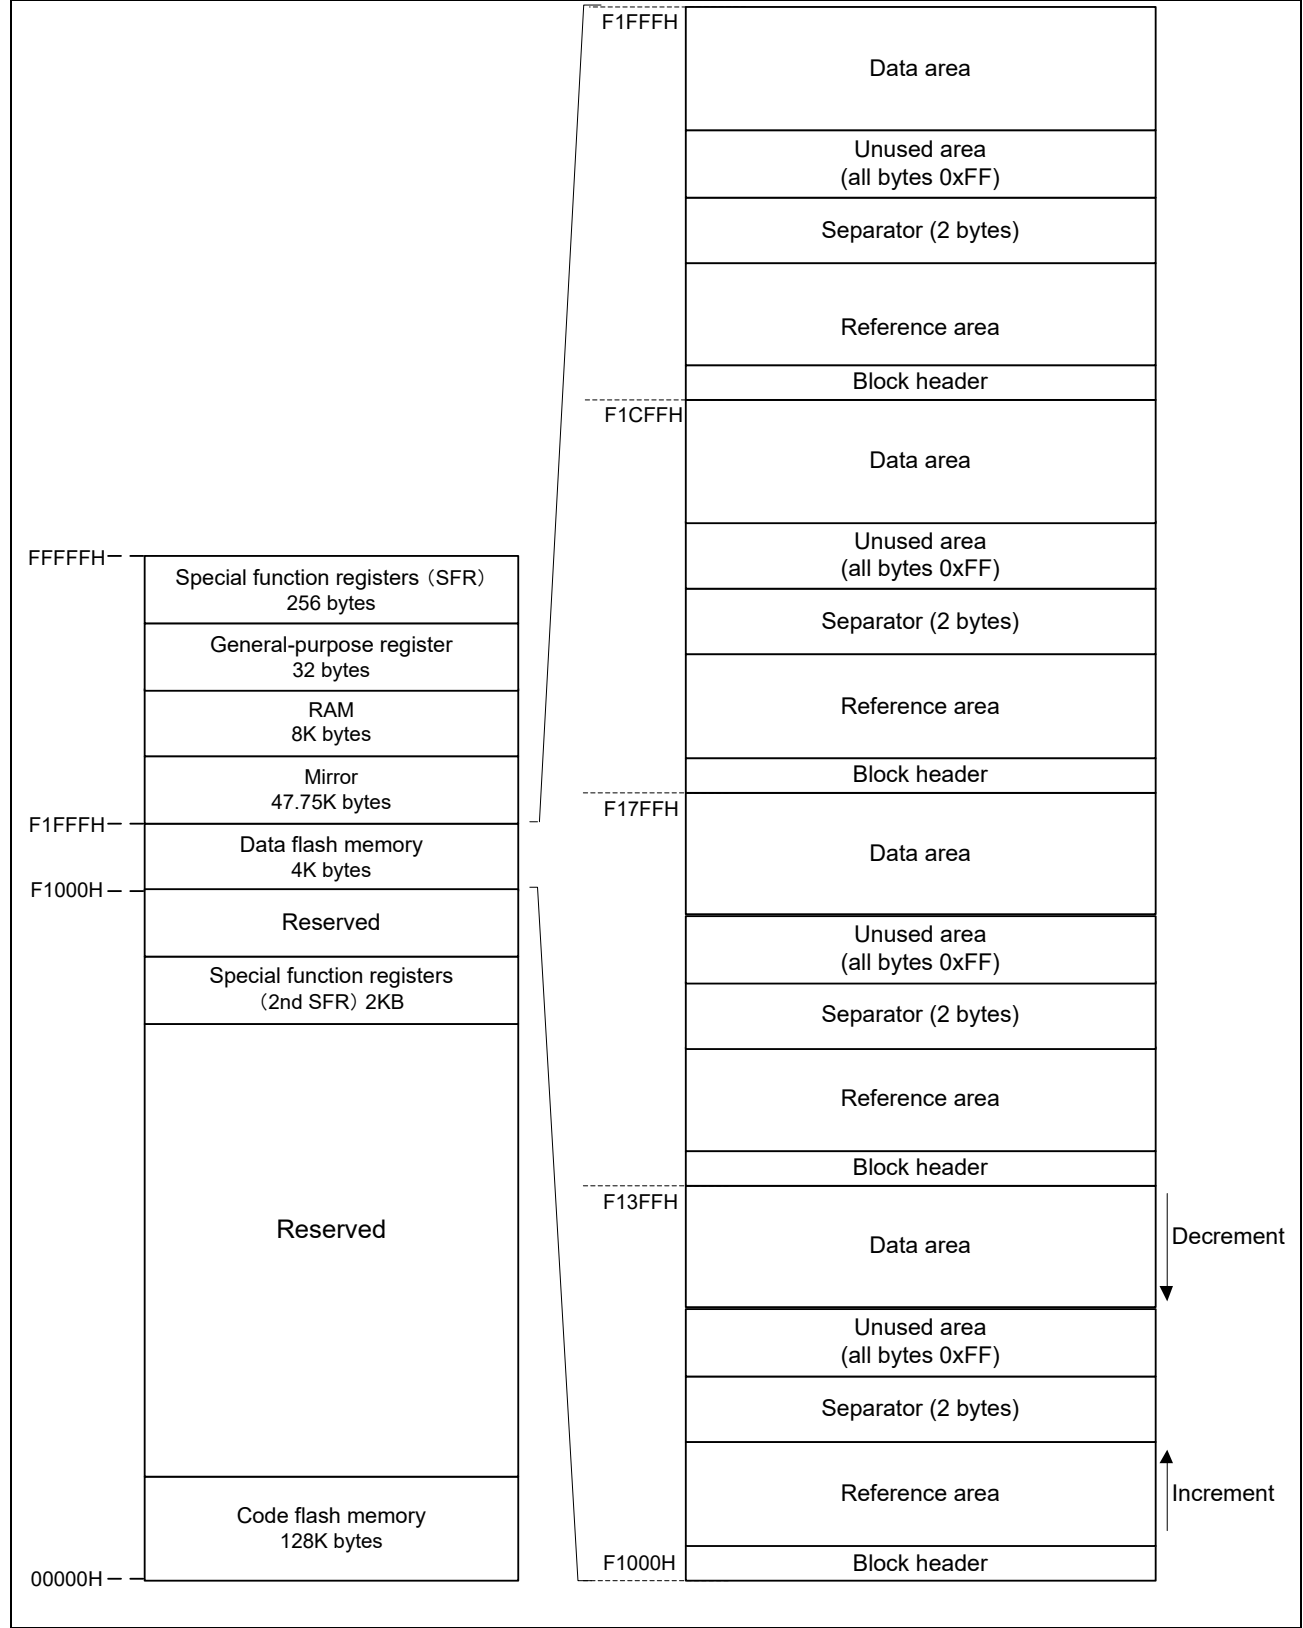 FFFFFH
Special function registers（SFR）
256 bytes
General-purpose register
32 bytes
RAM
8K bytes
Mirror
47.75K bytes
F1FFFH
Data flash memory
4K bytes
F1000H
Reserved
Special function registers
（2nd SFR）2KB
Reserved
Code flash memory
128K bytes
00000H
F1FFFH
Data area
Unused area
(all bytes 0xFF)
Separator (2 bytes)
Reference area
Block header
F1CFFH
Data area
Unused area
(all bytes 0xFF)
Separator (2 bytes)
Reference area
Block header
F17FFH
Data area
Unused area
(all bytes 0xFF)
Separator (2 bytes)
Reference area
Block header
F13FFH
Data area
Decrement
Unused area
(all bytes 0xFF)
Separator (2 bytes)
Reference area
Increment
F1000H
Block header